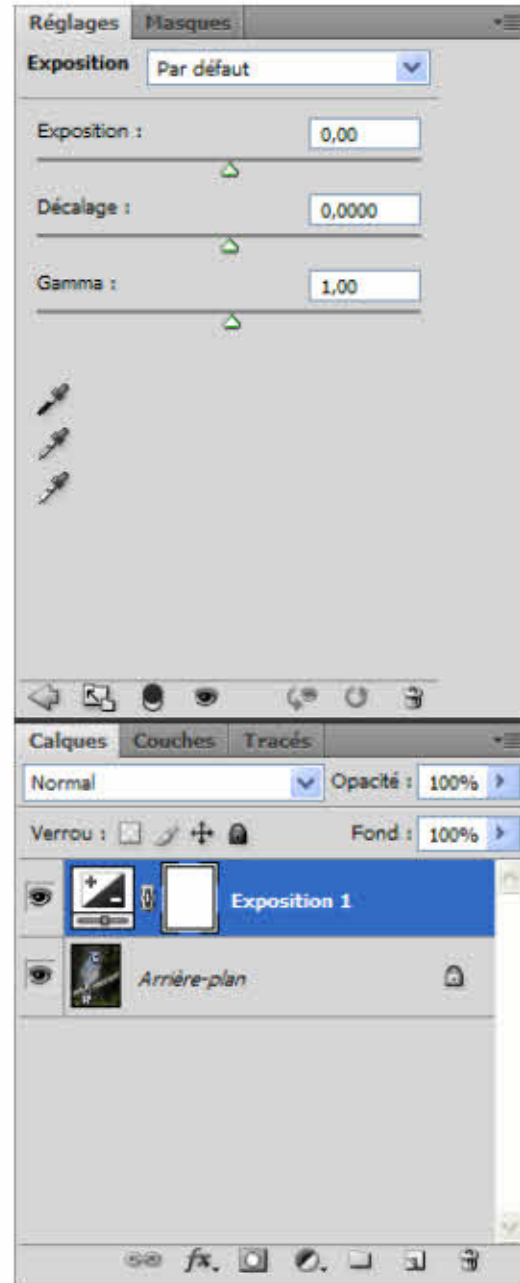 Réglages Masques
Exposition Par défaut
Exposition : 0,00
Décalage : 0,0000
Gamma : 1,00
Calques Couches Tracés
Normal Opacité : 100%
Verrou : Fond : 100%
Exposition 1
Arrière-plan
fx.